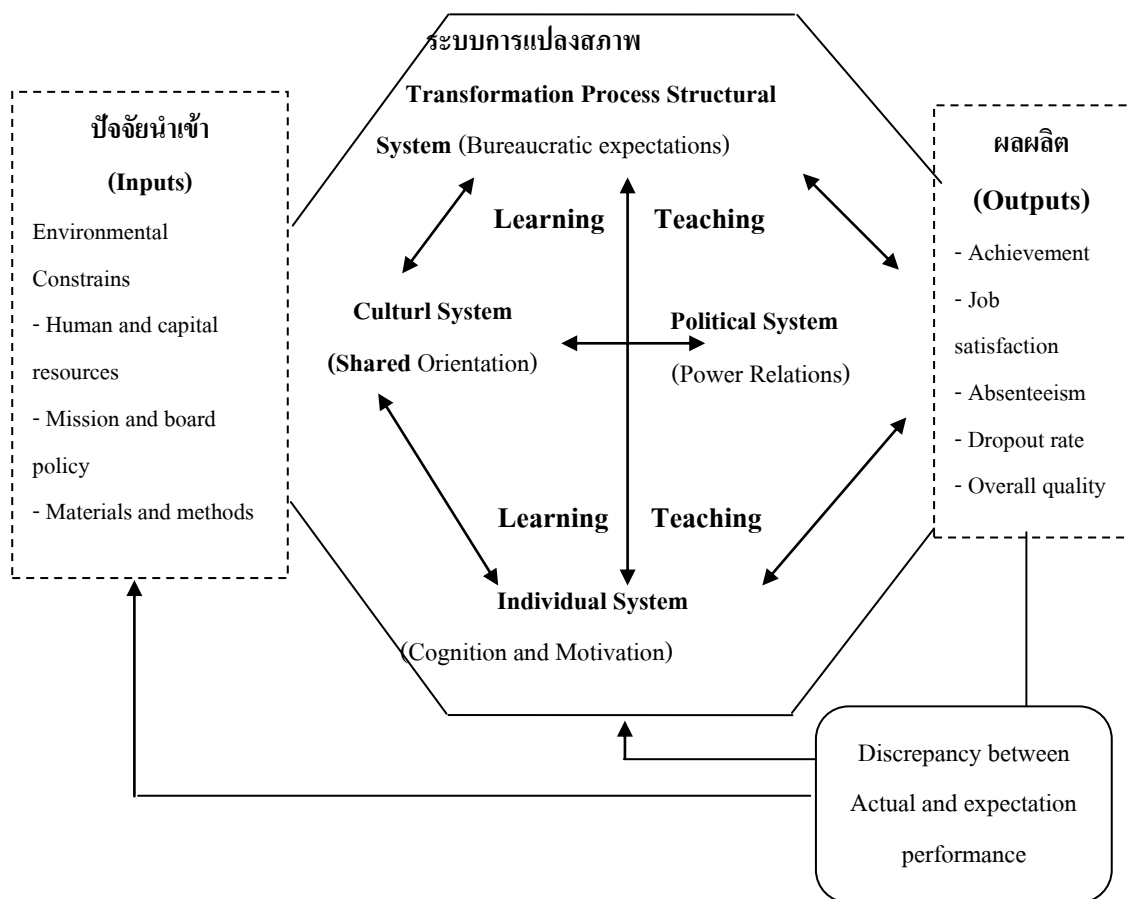 ระบบการแปลงสภาพ
Transformation Process Structural
System (Bureaucratic expectations)
ปัจจัยนำเข้า
(Inputs)
Environmental
Constrains
- Human and capital
resources
- Mission and board
policy
- Materials and methods
Learning Teaching
Culturl System
(Shared Orientation)
Political System
(Power Relations)
Learning Teaching
Individual System
(Cognition and Motivation)
ผลผลิต
(Outputs)
- Achievement
- Job
satisfaction
- Absenteeism
- Dropout rate
- Overall quality
Discrepancy between
Actual and expectation
performance